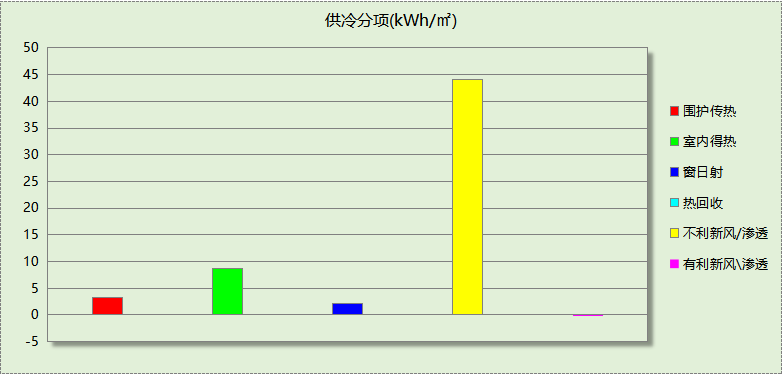 供冷分项(kWh/㎡)
50
45
40
35
30
25
20
15
10
5
0
-5
围护传热
室内得热
窗日射
热回收
不利新风/渗透
有利新风\渗透